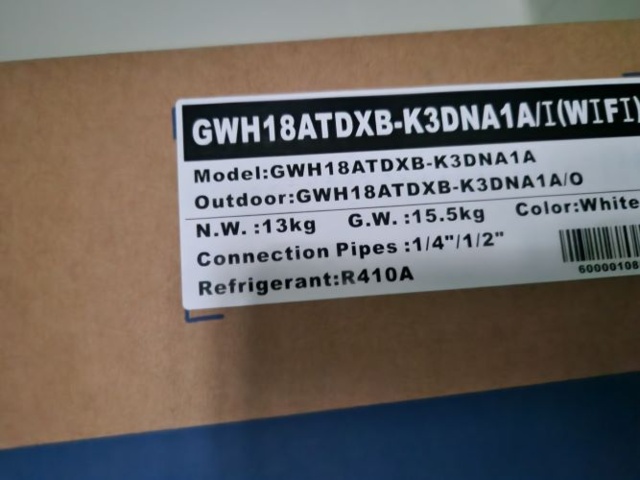 GWH18ATDXB-K3DNA1A/I(WIFI)
Model:GWH18ATDXB-K3DNA1A
Outdoor:GWH18ATDXB-K3DNA1A/O
N.W. :13kg G.W. :15.5kg Color:White
Connection Pipes :1/4"/1/2"
60000108
Refrigerant:R410A